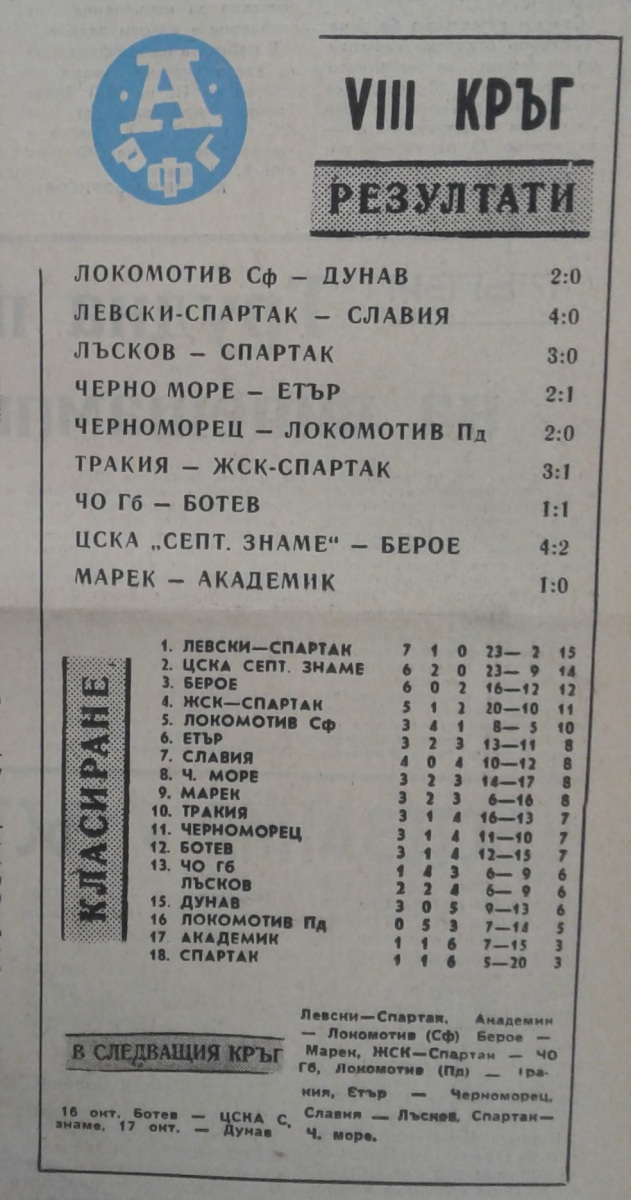 А
РФГ
VIII КРЪГ
РЕЗУЛТАТИ
ЛОКОМОТИВ Сф — ДУНАВ 2:0
ЛЕВСКИ-СПАРТАК — СЛАВИЯ 4:0
ЛЪСКОВ — СПАРТАК 3:0
ЧЕРНО МОРЕ — ЕТЪР 2:1
ЧЕРНОМОРЕЦ — ЛОКОМОТИВ Пд 2:0
ТРАКИЯ — ЖСК-СПАРТАК 3:1
ЧО Гб — БОТЕВ 1:1
ЦСКА „СЕПТ. ЗНАМЕ“ — БЕРОЕ 4:2
МАРЕК — АКАДЕМИК 1:0
КЛАСИРАНЕ
1. ЛЕВСКИ—СПАРТАК 7 1 0 23— 2 15
2. ЦСКА СЕПТ. ЗНАМЕ 6 2 0 23— 9 14
3. БЕРОЕ 6 0 2 16—12 12
4. ЖСК—СПАРТАК 5 1 2 20—10 11
5. ЛОКОМОТИВ Сф 3 4 1 8— 5 10
6. ЕТЪР 3 2 3 13—11 8
7. СЛАВИЯ 4 0 4 10—12 8
8. Ч. МОРЕ 3 2 3 14—17 8
9. МАРЕК 3 2 3 6—16 8
10. ТРАКИЯ 3 1 4 16—13 7
11. ЧЕРНОМОРЕЦ 3 1 4 11—10 7
12. БОТЕВ 3 1 4 12—15 7
13. ЧО Гб 1 4 3 6— 9 6
ЛЪСКОВ 2 2 4 6— 9 6
15. ДУНАВ 3 0 5 9—13 6
16 ЛОКОМОТИВ Пд 0 5 3 7—14 5
17. АКАДЕМИК 1 1 6 7—15 3
18. СПАРТАК 1 1 6 5—20 3
В СЛЕДВАЩИЯ КРЪГ
16 окт. Ботев — ЦСКА С.
знаме, 17 окт. — Дунав
Левски—Спартак, Академик
— Локомотив (Сф) Берое —
Марек, ЖСК—Спартак — ЧО
Гб, Локомотив (Пд) — Тра-
кия, Етър — Черноморец,
Славия — Лъсков, Спартак—
Ч. море.